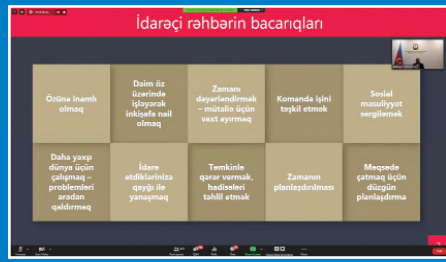 İdarəçi rəhbərin bacarıqları
Özünə inamlı
olmaq
Daim öz
üzərində
işləyərək
inkişafa nail
olmaq
Zamanı
dəyərləndirmək
– mütaliə üçün
vaxt ayırmaq
Komanda işini
təşkil etmək
Sosial
məsuliyyət
sərgiləmək
Daha yaxşı
dünya üçün
çalışmaq –
problemləri
aradan
qaldırmaq
İdarə
etdiklərinizə
qayğı ilə
yanaşmaq
Təmkinlə
qərar vermək,
hadisələri
təhlil etmək
Zamanın
planlaşdırılması
Məqsədə
çatmaq üçün
düzgün
planlaşdırma